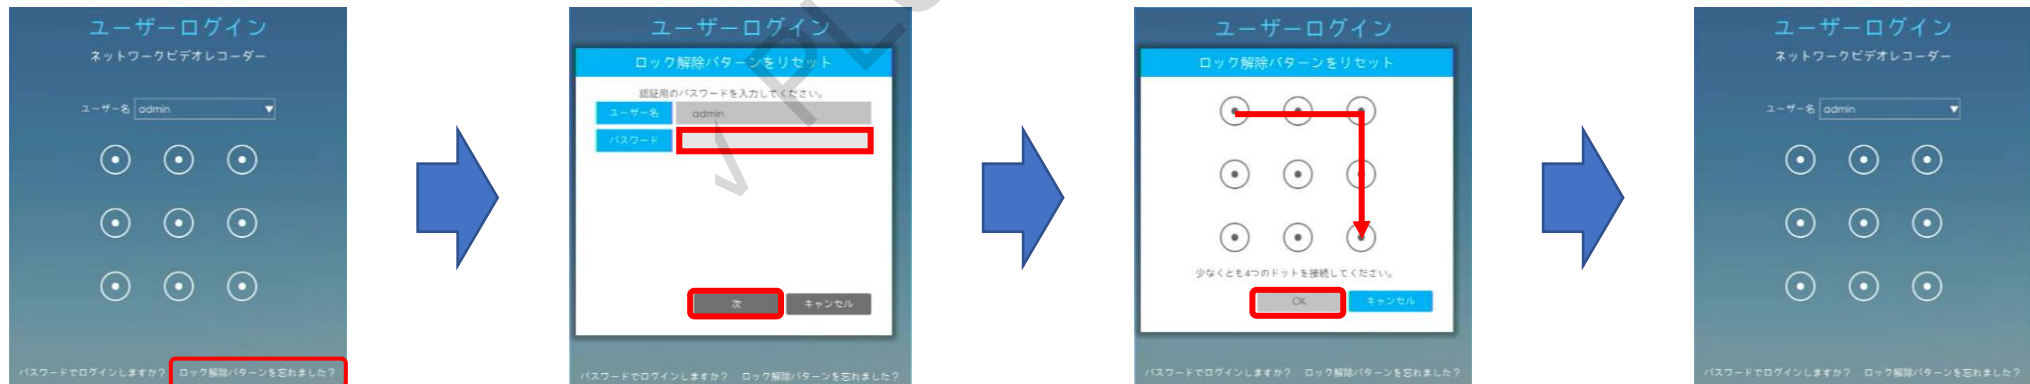 ユーザーログイン
ネットワークビデオレコーダー
ユーザー名 admin
パスワードでログインしますか? ロック解除パターンを忘れました?
ユーザーログイン
ロック解除パターンをリセット
認証用のパスワードを入力してください。
ユーザー名 admin
パスワード
次 キャンセル
パスワードでログインしますか? ロック解除パターンを忘れました?
ユーザーログイン
ロック解除パターンをリセット
少なくとも4つのドットを接続してください。
OK キャンセル
パスワードでログインしますか? ロック解除パターンを忘れました?
ユーザーログイン
ネットワークビデオレコーダー
ユーザー名 admin
パスワードでログインしますか? ロック解除パターンを忘れました?